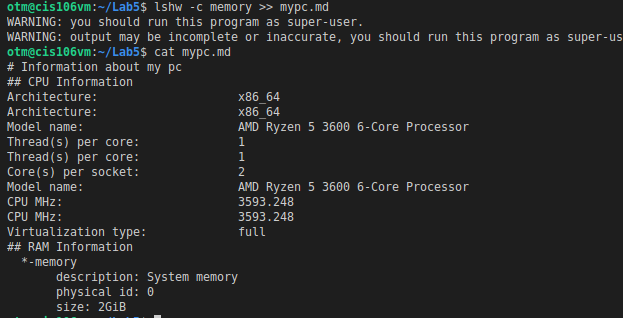 otm@cis106vm:~/Lab5$ lshw -c memory >> mypc.md
WARNING: you should run this program as super-user.
WARNING: output may be incomplete or inaccurate, you should run this program as super-us
otm@cis106vm:~/Lab5$ cat mypc.md
# Information about my pc
## CPU Information
Architecture: x86_64
Architecture: x86_64
Model name: AMD Ryzen 5 3600 6-Core Processor
Thread(s) per core: 1
Thread(s) per core: 1
Core(s) per socket: 2
Model name: AMD Ryzen 5 3600 6-Core Processor
CPU MHz: 3593.248
CPU MHz: 3593.248
Virtualization type: full
## RAM Information
*-memory
description: System memory
physical id: 0
size: 2GiB